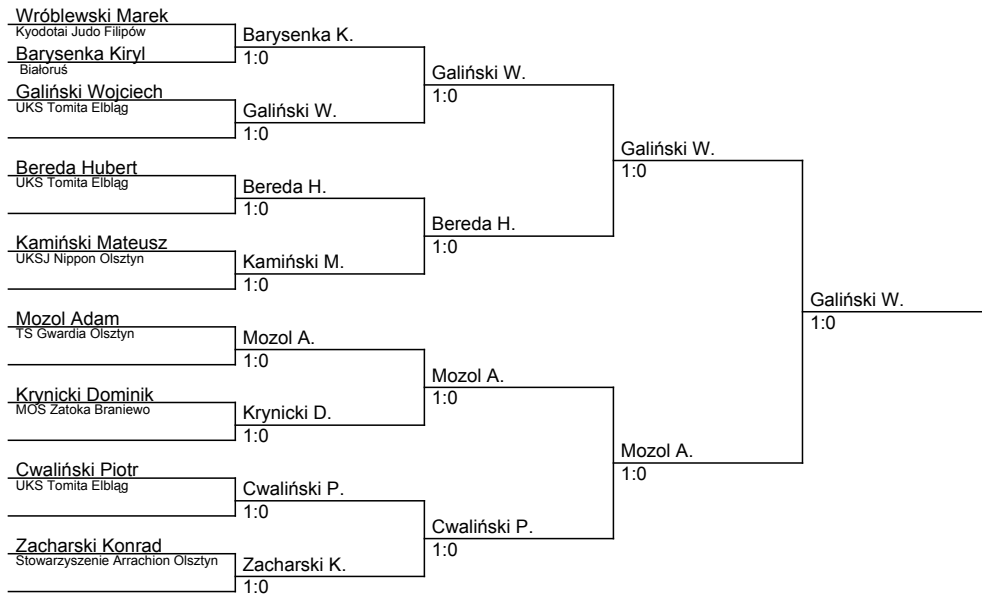 Wróblewski Marek
Kyodotai Judo Filipów
Barysenka Kiryl
Białoruś
Galiński Wojciech
UKS Tomita Elbląg
Bereda Hubert
UKS Tomita Elbląg
Kamiński Mateusz
UKSJ Nippon Olsztyn
Mozol Adam
TS Gwardia Olsztyn
Krynicki Dominik
MOS Zatoka Braniewo
Cwaliński Piotr
UKS Tomita Elbląg
Zacharski Konrad
Stowarzyszenie Arrachion Olsztyn
Barysenka K.
1:0
Galiński W.
1:0
Bereda H.
1:0
Kamiński M.
1:0
Mozol A.
1:0
Krynicki D.
1:0
Cwaliński P.
1:0
Zacharski K.
1:0
Galiński W.
1:0
Bereda H.
1:0
Mozol A.
1:0
Cwaliński P.
1:0
Galiński W.
1:0
Mozol A.
1:0
Galiński W.
1:0